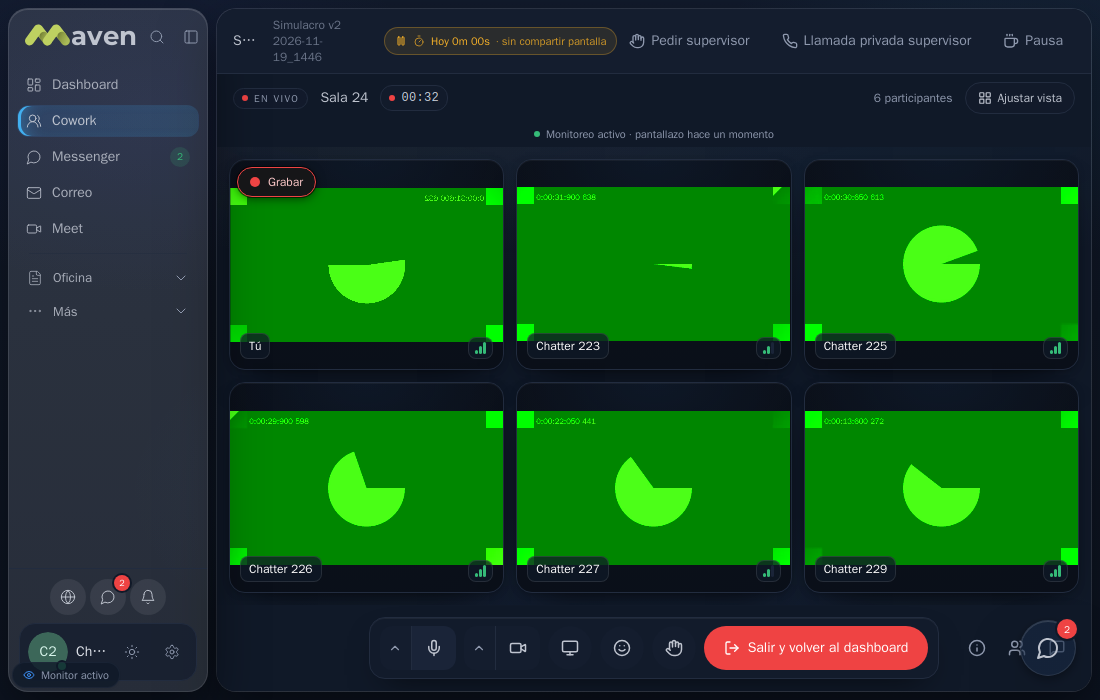 Maven
Dashboard
Cowork
Messenger 2
Correo
Meet
Oficina
Más
2
C2 Ch···
Monitor activo
S···
Simulacro v2
2026-11-
19_1446
Hoy 0m 00s · sin compartir pantalla
Pedir supervisor
Llamada privada supervisor
Pausa
EN VIVO Sala 24 00:32
6 participantes
Ajustar vista
Monitoreo activo · pantallazo hace un momento
Grabar
Tú
0:00:31:900 638
Chatter 223
0:00:30:650 613
Chatter 225
0:00:29:900 598
Chatter 226
0:00:22:050 441
Chatter 227
0:00:13:600 272
Chatter 229
Salir y volver al dashboard
2